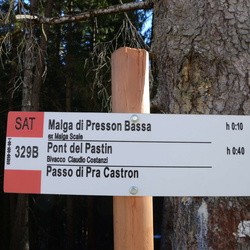 SAT
Malga di Presson Bassa h 0:10
ex Malga Scale
329B
Pont del Pastin h 0:40
Bivacco Claudio Costanzi
Passo di Pra Castron